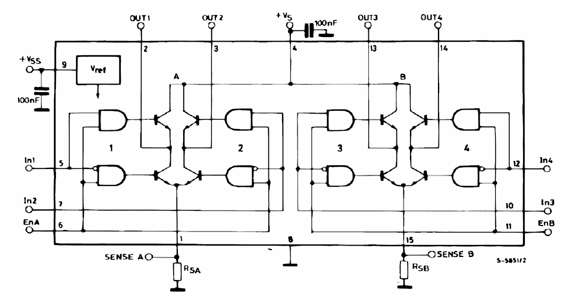 OUT1 OUT2 +VS 100nF OUT3 OUT4
2 3 4 13 14
+VSS 9 Vref
100nF
A B
1 2 3 4
In1 5 12 In4
In2 7 10 In3
EnA 6 11 EnB
1 8 15
SENSE A SENSE B S-5851/2
RSA RSB